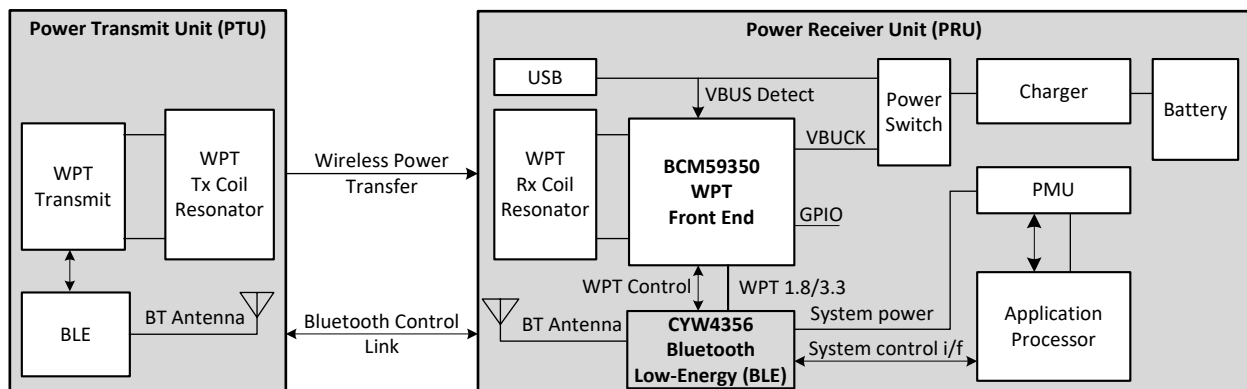 Power Transmit Unit (PTU)
WPT
Transmit
WPT
Tx Coil
Resonator
BLE
BT Antenna
Wireless Power
Transfer
Bluetooth Control
Link
Power Receiver Unit (PRU)
USB
VBUS Detect
Power
Switch
Charger
Battery
WPT
Rx Coil
Resonator
BCM59350
WPT
Front End
VBUCK
GPIO
PMU
WPT Control
WPT 1.8/3.3
BT Antenna
CYW4356
Bluetooth
Low-Energy (BLE)
System power
System control i/f
Application
Processor